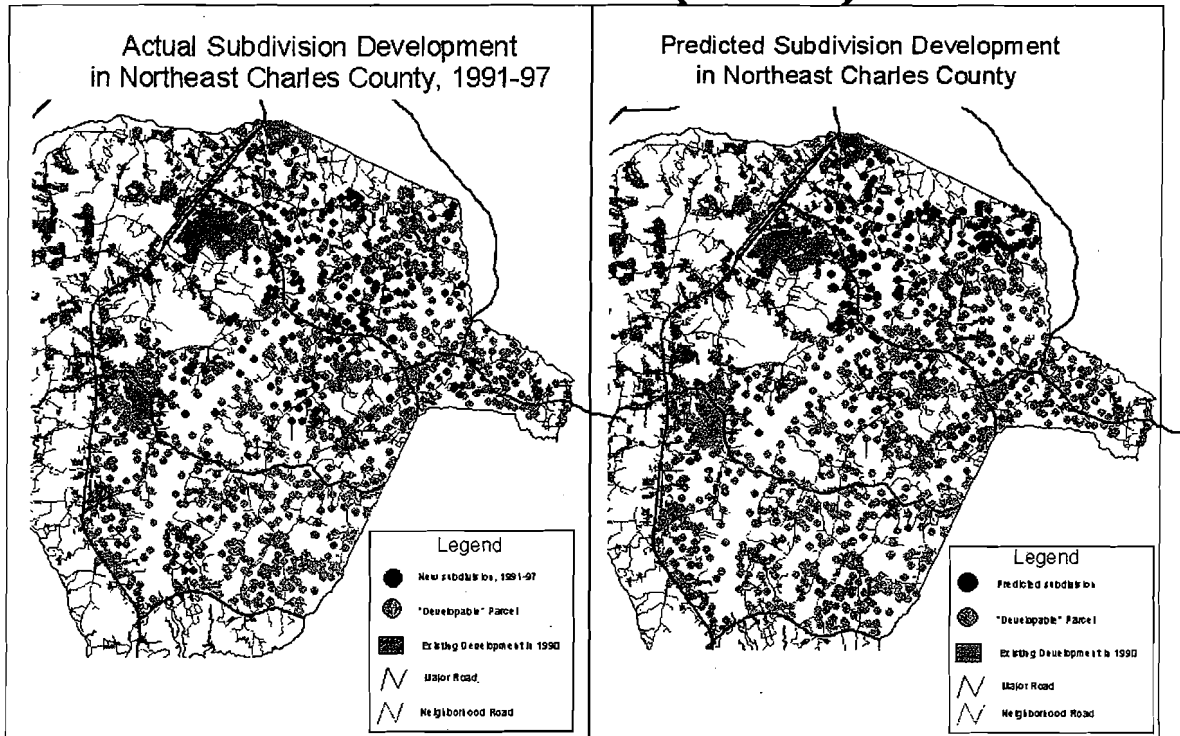 Actual Subdivision Development
in Northeast Charles County, 1991-97
Legend
New subdivision, 1991-97
"Developable" Parcel
Existing Development in 1990
Major Road
Neighborhood Road
Predicted Subdivision Development
in Northeast Charles County
Legend
Predicted subdivision
"Developable" Parcel
Existing Development in 1990
Major Road
Neighborhood Road